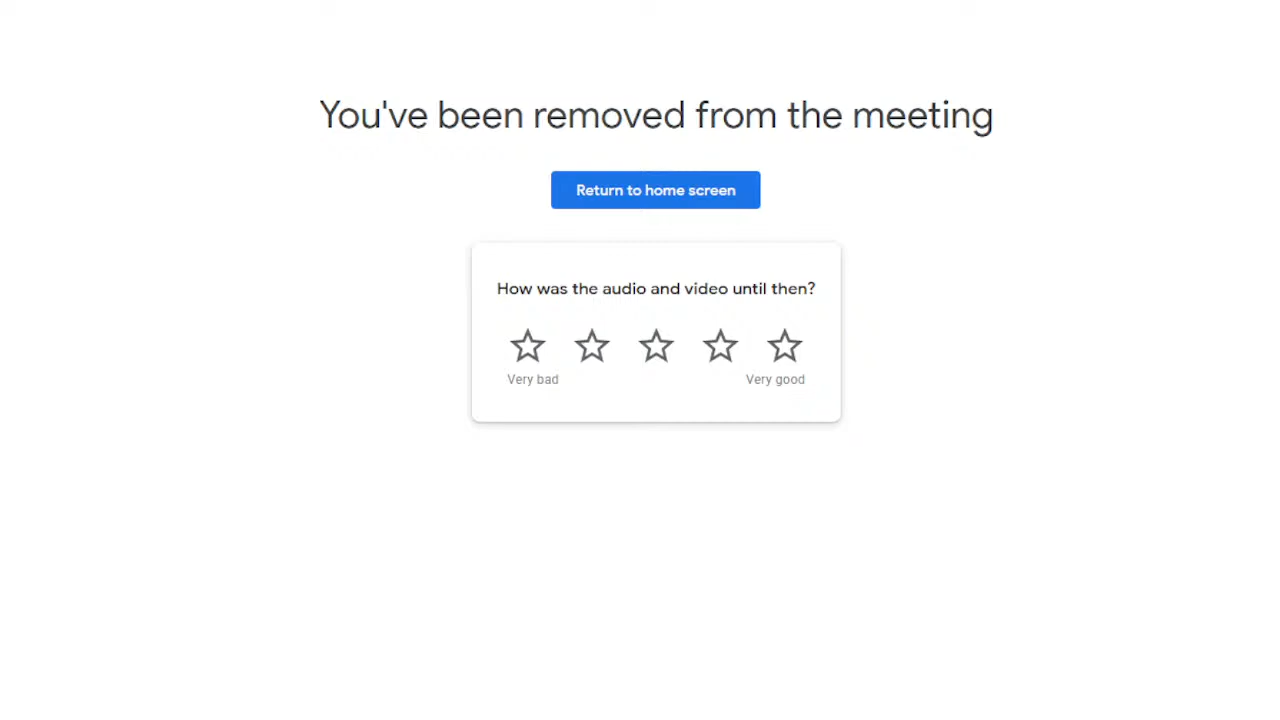 You've been removed from the meeting
Return to home screen
How was the audio and video until then?
Very bad
Very good